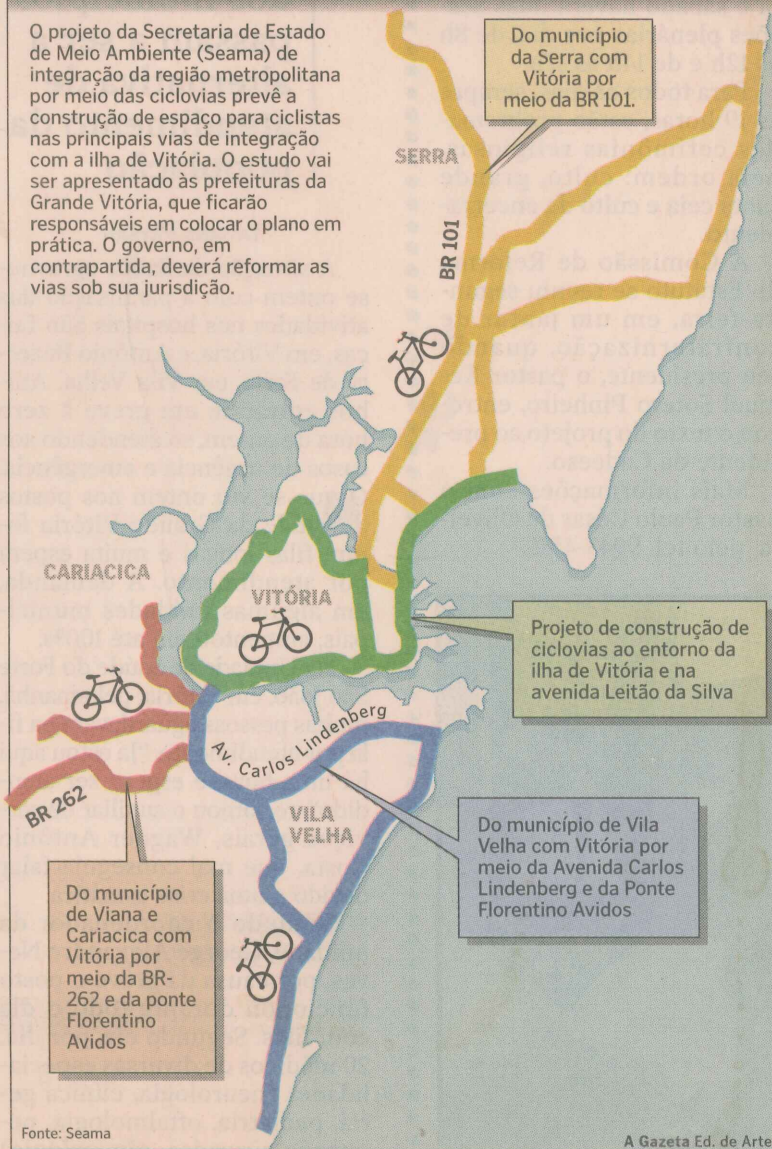 O projeto da Secretaria de Estado
de Meio Ambiente (Seama) de
integração da região metropolitana
por meio das ciclovias prevê a
construção de espaço para ciclistas
nas principais vias de integração
com a ilha de Vitória. O estudo vai
ser apresentado às prefeituras da
Grande Vitória, que ficarão
responsáveis em colocar o plano em
prática. O governo, em
contrapartida, deverá reformar as
vias sob sua jurisdição.
Do município
da Serra com
Vitória por
meio da BR 101.
SERRA
BR 101
CARIACICA
VITÓRIA
Projeto de construção de
ciclovias ao entorno da
ilha de Vitória e na
avenida Leitão da Silva
Av. Carlos Lindenberg
BR 262
VILA
VELHA
Do município de Vila
Velha com Vitória por
meio da Avenida Carlos
Lindenberg e da Ponte
Florentino Avidos
Do município
de Viana e
Cariacica com
Vitória por
meio da BR-
262 e da ponte
Florentino
Avidos
Fonte: Seama
A Gazeta Ed. de Arte